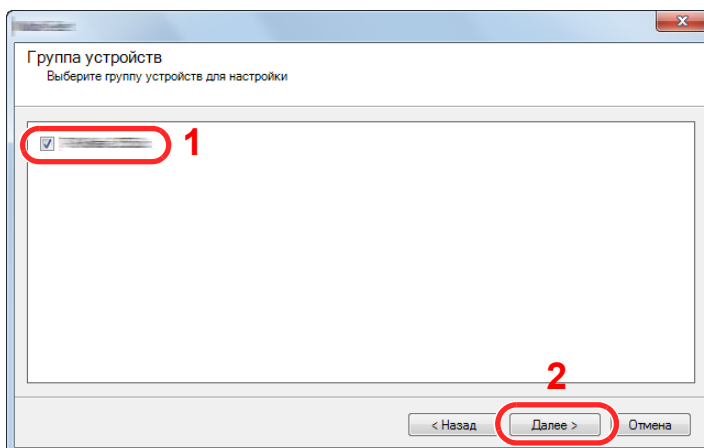 Группа устройств
Выберите группу устройств для настройки
1
2
< Назад
Далее >
Отмена